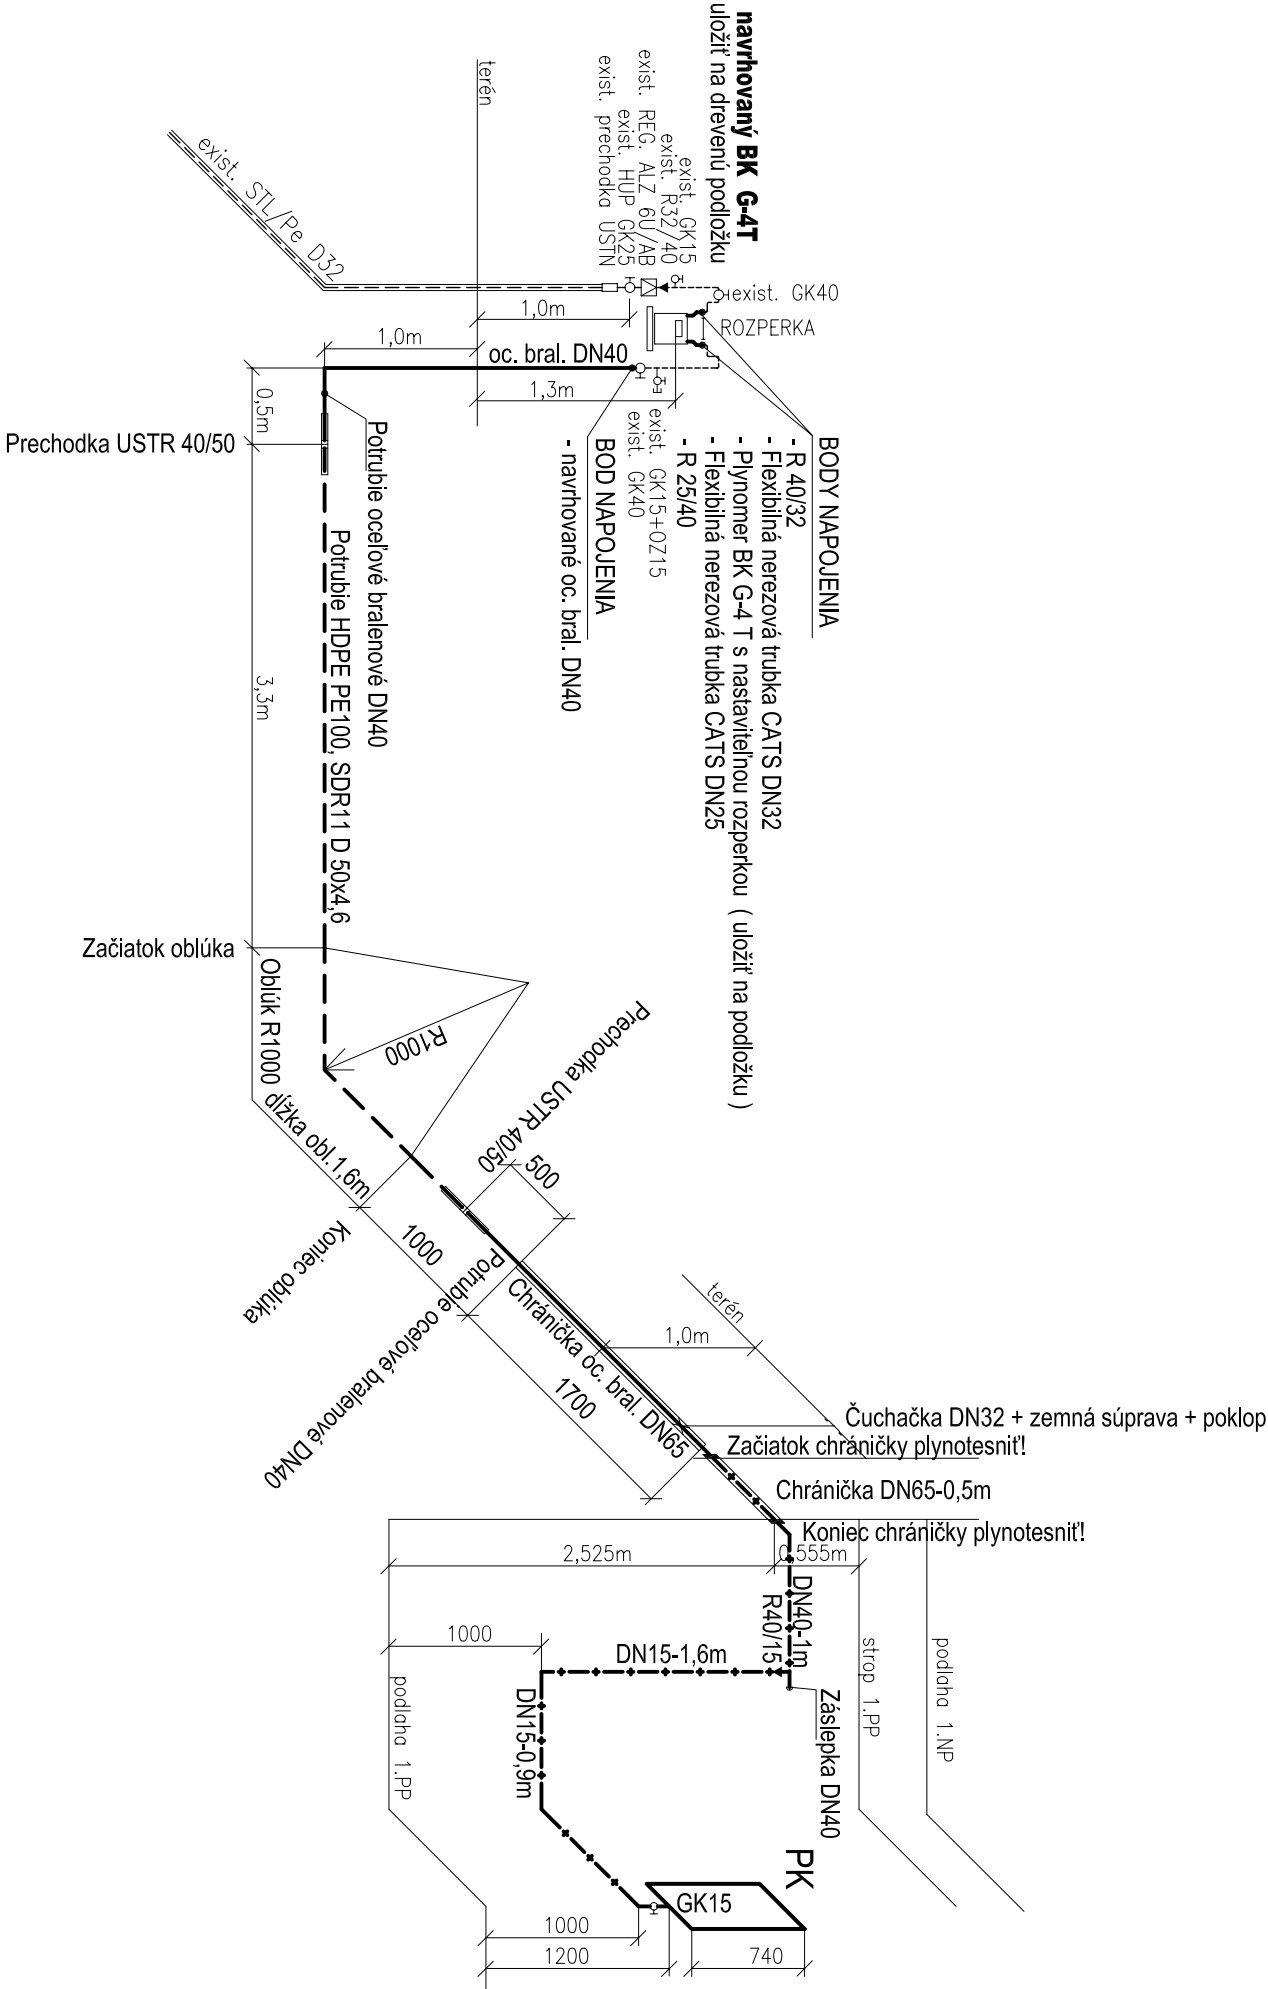 navrhovaný BK G-4T
uložiť na drevenú podložku
exist. GK15
exist. R32/40
exist. REG. ALZ 6U/AB
exist. HUP GK25
exist. prechodka USTN
terén
exist. STL/Pe D32
exist. GK40
ROZPERKA
1,0m
1,0m
oc. bral. DN40
1,3m
0,5m
Prechodka USTR 40/50
Potrubie oceľové bralenové DN40
exist. GK15+OZ15
exist. GK40
BOD NAPOJENIA
- navrhované oc. bral. DN40
BODY NAPOJENIA
- R 40/32
- Flexibilná nerezová trubka CATS DN32
- Plynomer BK G-4 T s nastaviteľnou rozperkou ( uložiť na podložku )
- Flexibilná nerezová trubka CATS DN25
- R 25/40
3,3m
Potrubie HDPE PE100, SDR11 D 50x4,6
Začiatok oblúka
Oblúk R1000 dĺžka obl.1,6m
R1000
Prechodka USTR 40/50
500
Koniec oblúka
1000
Potrubie oceľové bralenové DN40
Chránička oc. bral. DN65
1700
terén
1,0m
Čuchačka DN32 + zemná súprava + poklop
Začiatok chráničky plynotesniť!
Chránička DN65-0,5m
Koniec chráničky plynotesniť!
2,525m
0,555m
DN40-1m
R40/15
1000
DN15-1,6m
strop 1.PP
podlaha 1.NP
podlaha 1.PP
DN15-0,9m
Záslepka DN40
PK
GK15
1000
1200
740